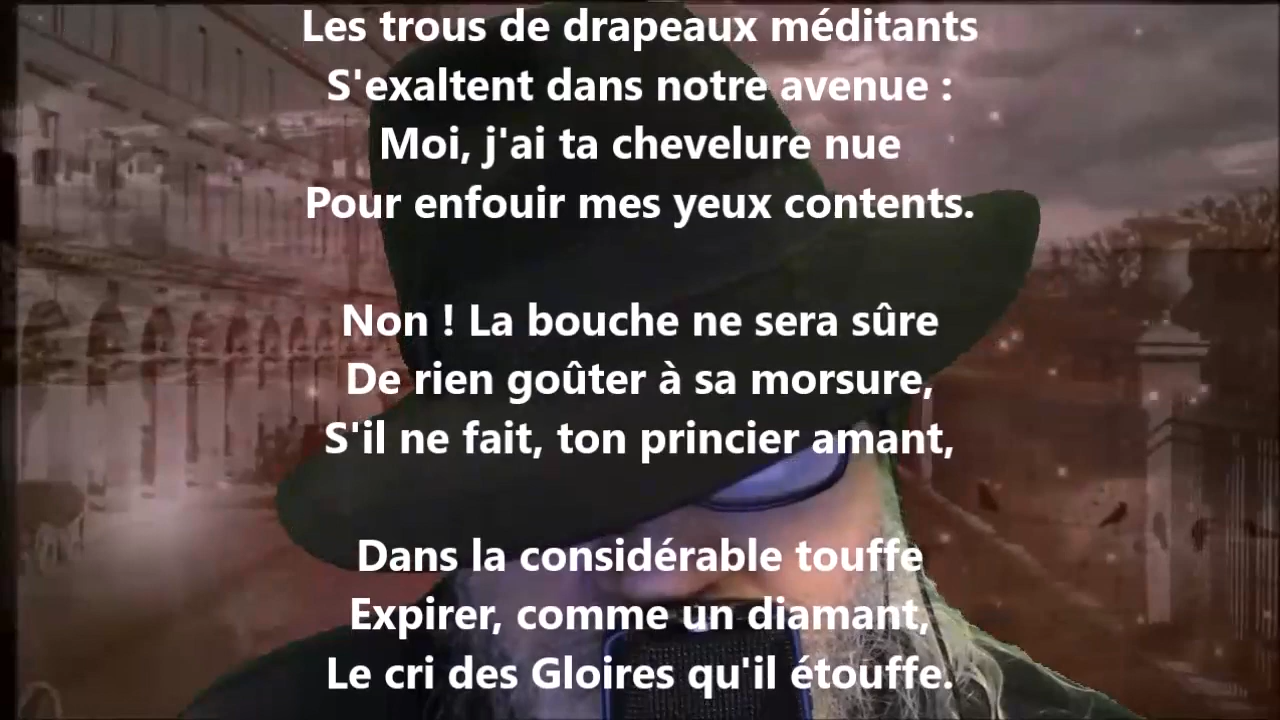 Les trous de drapeaux méditants
S'exaltent dans notre avenue :
Moi, j'ai ta chevelure nue
Pour enfouir mes yeux contents.
Non ! La bouche ne sera sûre
De rien goûter à sa morsure,
S'il ne fait, ton princier amant,
Dans la considérable touffe
Expirer, comme un diamant,
Le cri des Gloires qu'il étouffe.